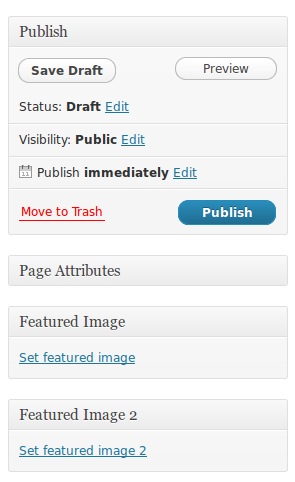 Publish
Save Draft Preview
Status: Draft Edit
Visibility: Public Edit
Publish immediately Edit
Move to Trash Publish
Page Attributes
Featured Image
Set featured image
Featured Image 2
Set featured image 2